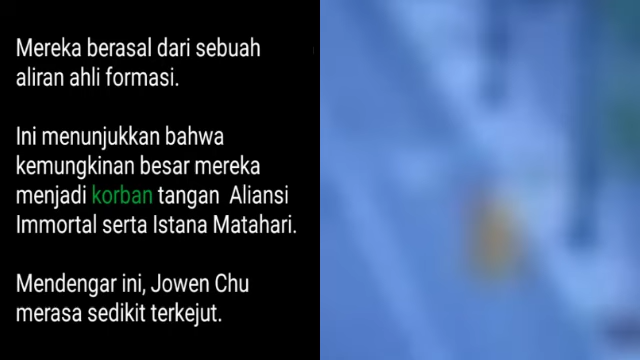 Mereka berasal dari sebuah
aliran ahli formasi.
Ini menunjukkan bahwa
kemungkinan besar mereka
menjadi korban tangan  Aliansi
Immortal serta Istana Matahari.
Mendengar ini, Jowen Chu
merasa sedikit terkejut.